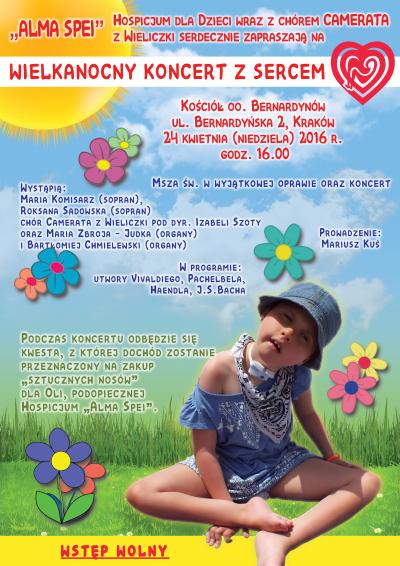 „ALMA SPEI” Hospicjum dla Dzieci wraz z chórem CAMERATA
z Wieliczki serdecznie zapraszają na
WIELKANOCNY KONCERT Z SERCEM
Kościół oo. Bernardynów
ul. Bernardyńska 2, Kraków
24 kwietnia (niedziela) 2016 r.
godz. 16.00
Msza św. w wyjątkowej oprawie oraz koncert
Wystąpią:
Maria Komisarz (sopran),
Roksana Sadowska (sopran)
chór Camerata z Wieliczki pod dyr. Izabeli Szoty
oraz Maria Zbroja - Judka (organy)
i Bartłomiej Chmielewski (organy)
Prowadzenie:
Mariusz Kuś
W programie:
utwory Vivaldiego, Pachelbela,
Haendla, J.S.Bacha
Podczas koncertu odbędzie się
kwesta, z której dochód zostanie
przeznaczony na zakup
„sztucznych nosów”
dla Oli, podopiecznej
Hospicjum „Alma Spei”.
WSTĘP WOLNY